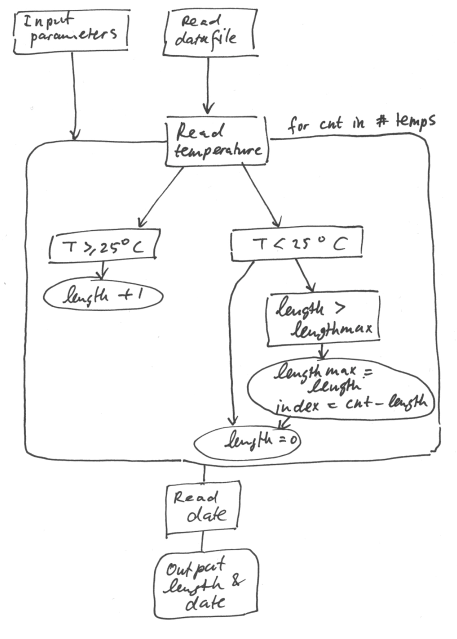 Input
parameters
Read
datafile
for cnt in # temps
Read
temperature
T ≥ 25°C
T < 25°C
length + 1
length >
lengthmax
lengthmax =
length
index = cnt - length
length = 0
Read
date
Output
length &
date